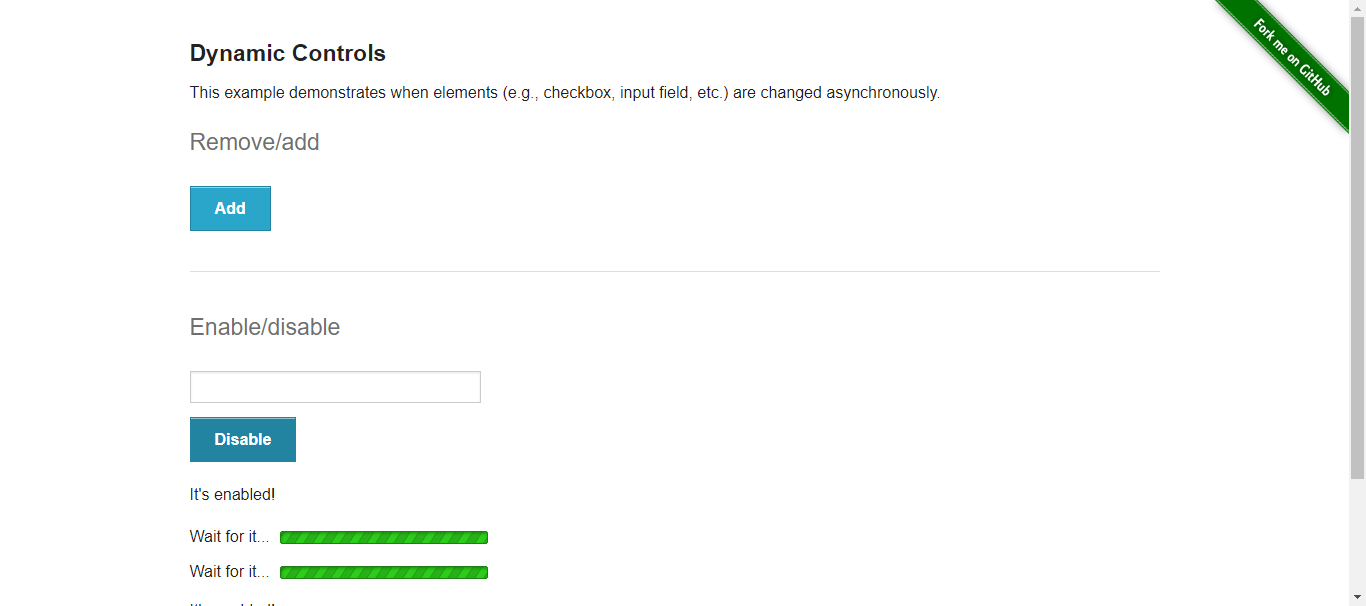 Fork me on GitHub
Dynamic Controls
This example demonstrates when elements (e.g., checkbox, input field, etc.) are changed asynchronously.
Remove/add
Add
Enable/disable
Disable
It's enabled!
Wait for it...
Wait for it...